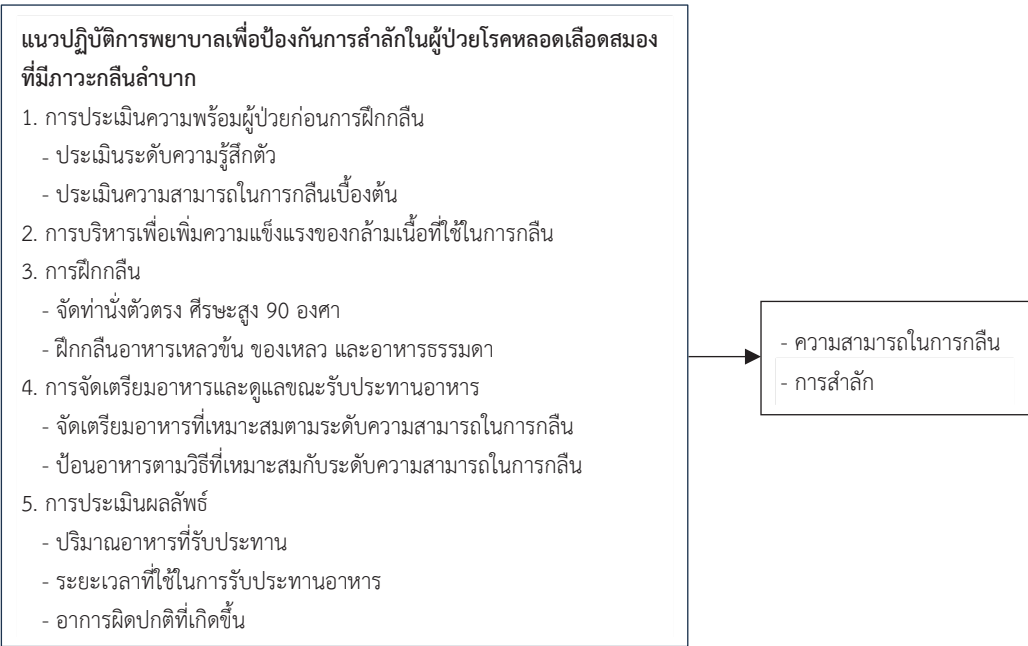 แนวปฏิบัติการพยาบาลเพื่อป้องกันการสำลักในผู้ป่วยโรคหลอดเลือดสมอง
ที่มีภาวะกลืนลำบาก
1. การประเมินความพร้อมผู้ป่วยก่อนการฝึกกลืน
- ประเมินระดับความรู้สึกตัว
- ประเมินความสามารถในการกลืนเบื้องต้น
2. การบริหารเพื่อเพิ่มความแข็งแรงของกล้ามเนื้อที่ใช้ในการกลืน
3. การฝึกกลืน
- จัดท่านั่งตัวตรง ศีรษะสูง 90 องศา
- ฝึกกลืนอาหารเหลวข้น ของเหลว และอาหารธรรมดา
4. การจัดเตรียมอาหารและดูแลขณะรับประทานอาหาร
- จัดเตรียมอาหารที่เหมาะสมตามระดับความสามารถในการกลืน
- ป้อนอาหารตามวิธีที่เหมาะสมกับระดับความสามารถในการกลืน
5. การประเมินผลลัพธ์
- ปริมาณอาหารที่รับประทาน
- ระยะเวลาที่ใช้ในการรับประทานอาหาร
- อาการผิดปกติที่เกิดขึ้น
- ความสามารถในการกลืน
- การสำลัก